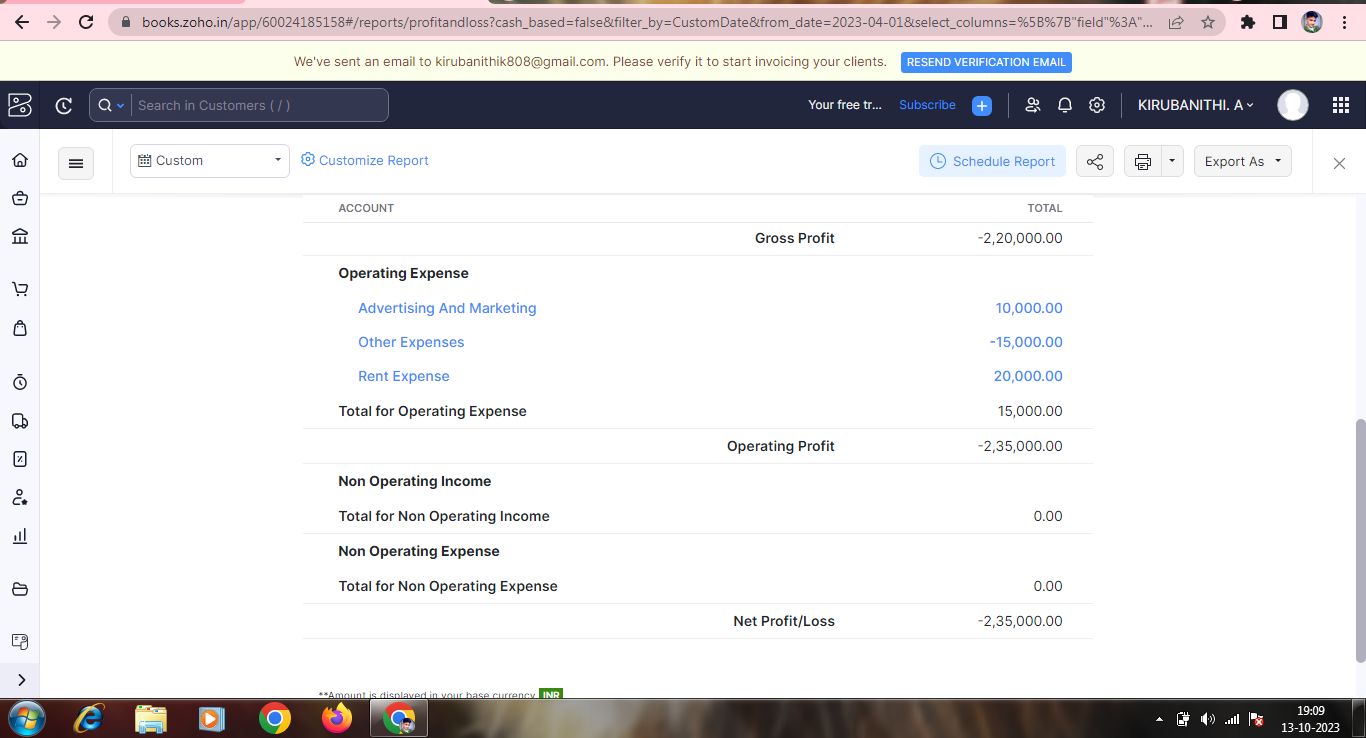 books.zoho.in/app/60024185158#/reports/profitandloss?cash_based=false&filter_by=CustomDate&from_date=2023-04-01&select_columns=%5B%7B"field"%3A"...
We've sent an email to kirubanithik808@gmail.com. Please verify it to start invoicing your clients. RESEND VERIFICATION EMAIL
Search in Customers ( / ) Your free tr... Subscribe KIRUBANITHI. A
Custom Customize Report Schedule Report Export As
ACCOUNT TOTAL
Gross Profit -2,20,000.00
Operating Expense
Advertising And Marketing 10,000.00
Other Expenses -15,000.00
Rent Expense 20,000.00
Total for Operating Expense 15,000.00
Operating Profit -2,35,000.00
Non Operating Income
Total for Non Operating Income 0.00
Non Operating Expense
Total for Non Operating Expense 0.00
Net Profit/Loss -2,35,000.00
**Amount is displayed in your base currency INR
19:09
13-10-2023